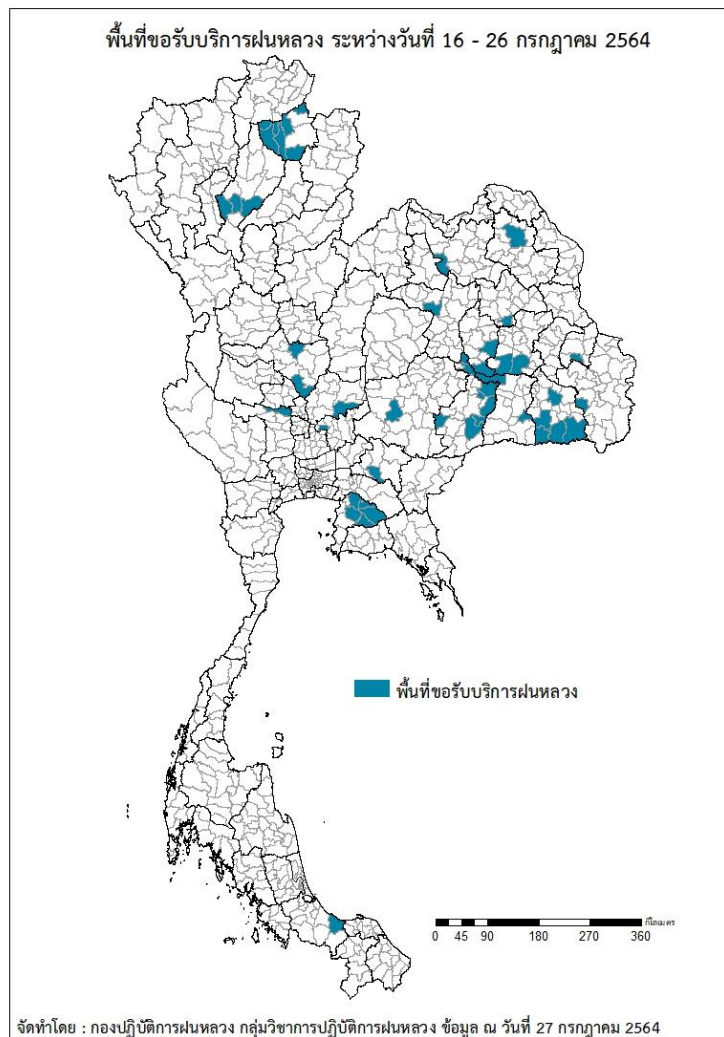 พื้นที่ขอรับบริการฝนหลวง ระหว่างวันที่ 16 - 26 กรกฎาคม 2564
พื้นที่ขอรับบริการฝนหลวง
กิโลเมตร
0 45 90 180 270 360
จัดทำโดย : กองปฏิบัติการฝนหลวง กลุ่มวิชาการปฏิบัติการฝนหลวง ข้อมูล ณ วันที่ 27 กรกฎาคม 2564